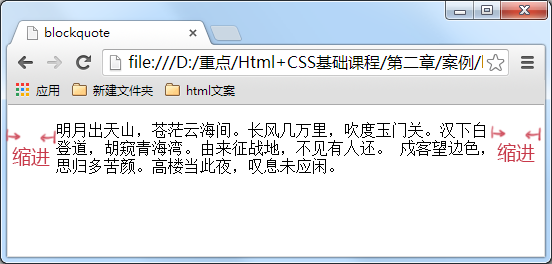 blockquote
file:///D:/重点/Html+CSS基础课程/第二章/案例/
应用 新建文件夹 html文案
明月出天山，苍茫云海间。长风几万里，吹度玉门关。汉下白
登道，胡窥青海湾。由来征战地，不见有人还。 戍客望边色，
思归多苦颜。高楼当此夜，叹息未应闲。
缩进 缩进